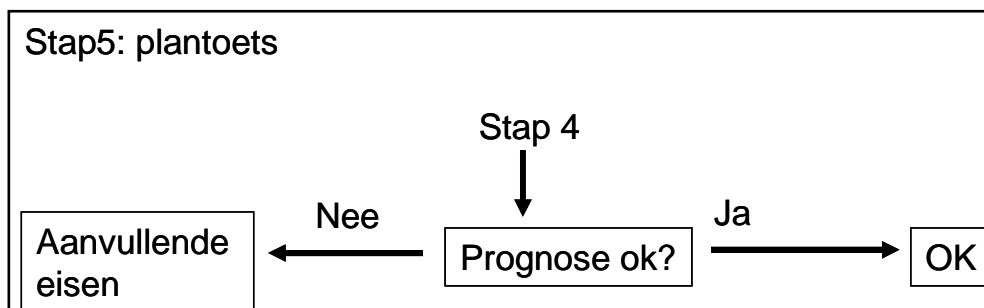 Stap5: plantoets
Stap 4
Nee
Ja
Aanvullende
eisen
Prognose ok?
OK